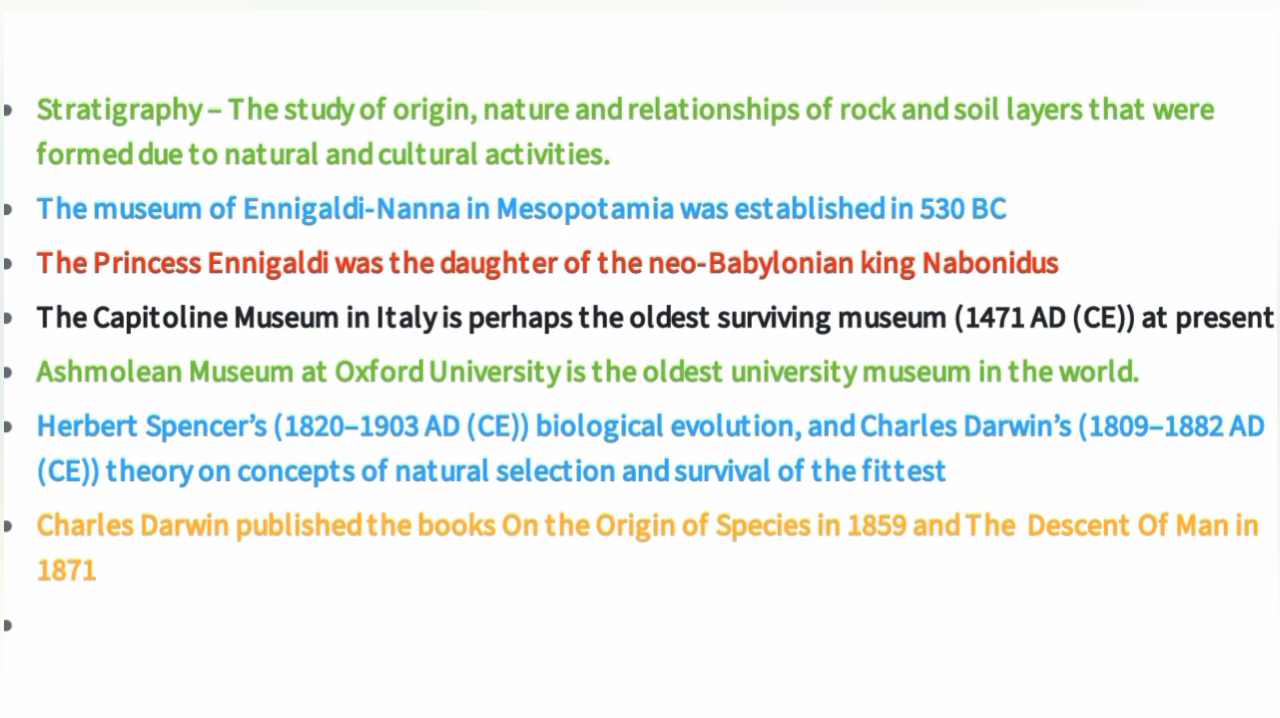 • Stratigraphy – The study of origin, nature and relationships of rock and soil layers that were
formed due to natural and cultural activities.
• The museum of Ennigaldi-Nanna in Mesopotamia was established in 530 BC
• The Princess Ennigaldi was the daughter of the neo-Babylonian king Nabonidus
• The Capitoline Museum in Italy is perhaps the oldest surviving museum (1471 AD (CE)) at present
• Ashmolean Museum at Oxford University is the oldest university museum in the world.
• Herbert Spencer’s (1820–1903 AD (CE)) biological evolution, and Charles Darwin’s (1809–1882 AD
(CE)) theory on concepts of natural selection and survival of the fittest
• Charles Darwin published the books On the Origin of Species in 1859 and The Descent Of Man in
1871
•